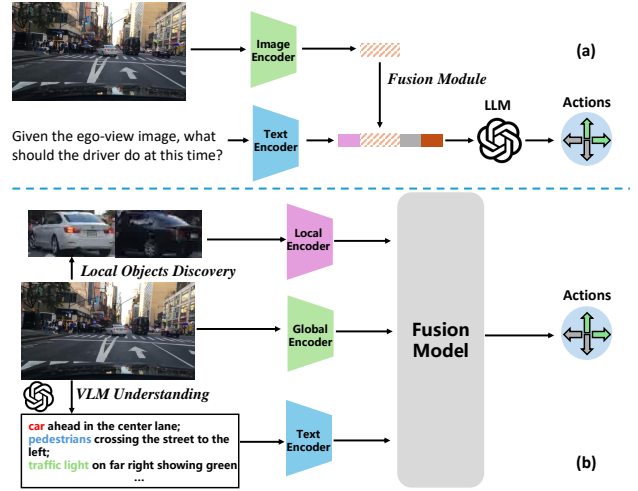 Image
Encoder
(a)
Fusion Module
LLM
Actions
Given the ego-view image, what
should the driver do at this time?
Text
Encoder
Local
Encoder
Local Objects Discovery
Global
Encoder
Fusion
Model
Actions
VLM Understanding
car ahead in the center lane;
pedestrians crossing the street to the
left;
traffic light on far right showing green
...
Text
Encoder
(b)